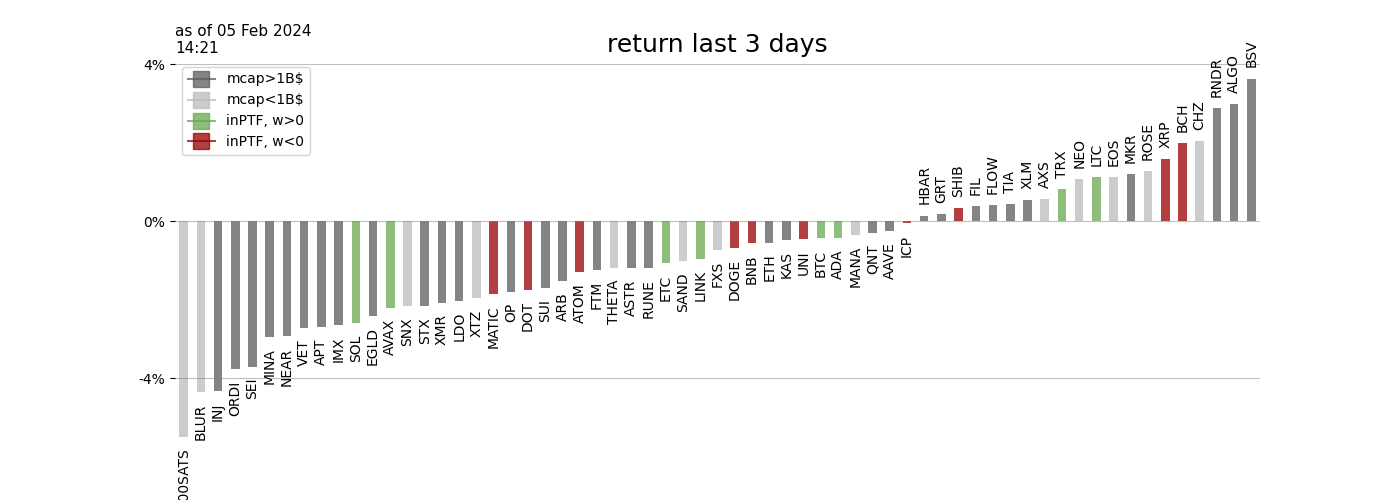 as of 05 Feb 2024
14:21
return last 3 days
4%
0%
-4%
mcap>1B$
mcap<1B$
inPTF, w>0
inPTF, w<0
00SATS
BLUR
INJ
ORDI
SEI
MINA
NEAR
VET
APT
IMX
SOL
EGLD
AVAX
SNX
STX
XMR
LDO
XTZ
MATIC
OP
DOT
SUI
ARB
ATOM
FTM
THETA
ASTR
RUNE
ETC
SAND
LINK
FXS
DOGE
BNB
ETH
KAS
UNI
BTC
ADA
MANA
QNT
AAVE
ICP
HBAR
GRT
SHIB
FIL
FLOW
TIA
XLM
AXS
TRX
NEO
LTC
EOS
MKR
ROSE
XRP
BCH
CHZ
RNDR
ALGO
BSV